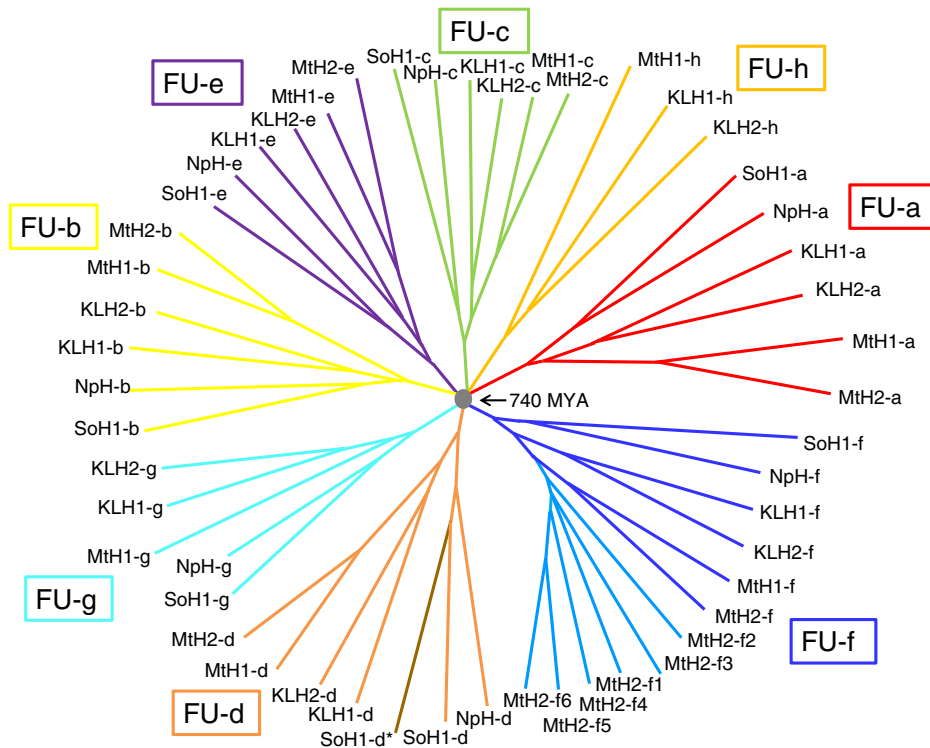 FU-c
FU-e
FU-h
SoH1-c
NpH-c
KLH1-c
KLH2-c
MtH1-c
MtH2-c
MtH1-h
KLH1-h
KLH2-h
MtH2-e
MtH1-e
KLH2-e
KLH1-e
NpH-e
SoH1-e
FU-b
MtH2-b
MtH1-b
KLH2-b
KLH1-b
NpH-b
SoH1-b
FU-a
SoH1-a
NpH-a
KLH1-a
KLH2-a
MtH1-a
MtH2-a
740 MYA
KLH2-g
KLH1-g
MtH1-g
NpH-g
SoH1-g
FU-g
SoH1-f
NpH-f
KLH1-f
KLH2-f
MtH1-f
MtH2-f
MtH2-f2
MtH2-f3
MtH2-f1
MtH2-f4
MtH2-f5
MtH2-f6
FU-f
MtH2-d
MtH1-d
KLH2-d
KLH1-d
SoH1-d*
SoH1-d
NpH-d
FU-d